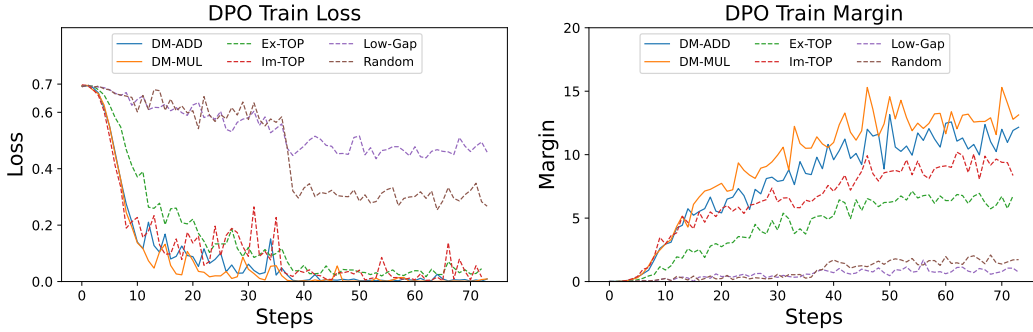 DPO Train Loss
DM-ADD Ex-TOP Low-Gap
DM-MUL Im-TOP Random
0.7
0.6
0.4
0.2
0.0
Loss
0 10 20 30 40 50 60 70
Steps
DPO Train Margin
DM-ADD Ex-TOP Low-Gap
DM-MUL Im-TOP Random
20
15
10
5
0
Margin
0 10 20 30 40 50 60 70
Steps